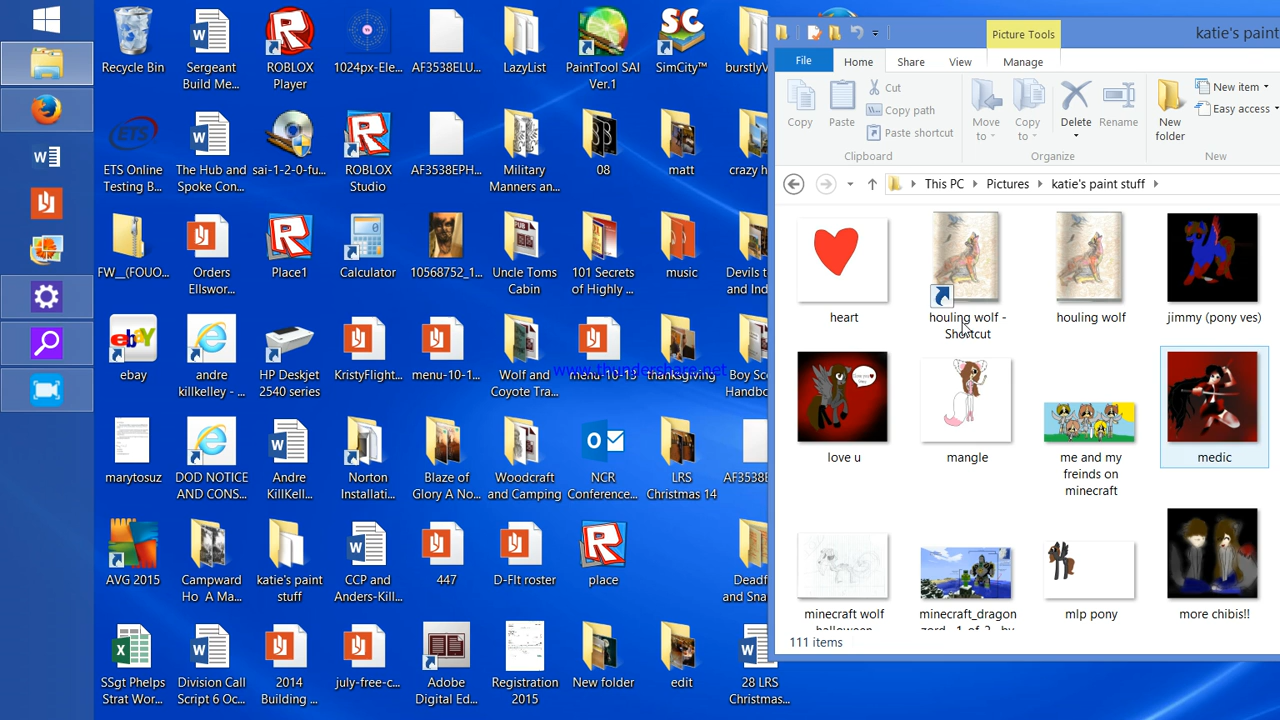 Recycle Bin
Sergeant
Build Me...
ROBLOX
Player
1024px-Ele...
AF3538ELU...
LazyList
PaintTool SAI
Ver.1
SC
SimCity™
burstlyV
ETS
ETS Online
Testing B...
The Hub and
Spoke Con...
sai-1-2-0-fu...
ROBLOX
Studio
AF3538EPH...
Military
Manners an...
08
matt
crazy h
FW__(FOUO...
Orders
Ellswor...
Place1
Calculator
10568752_1...
Uncle Toms
Cabin
101 Secrets
of Highly ...
music
Devils t
and Ind
ebay
andre
killkelley - ...
HP Deskjet
2540 series
KristyFlight...
menu-10-1...
Wolf and
Coyote Tra...
menu-10-13
thanksgiving
Boy Sc
Handbo
www.thundershare.net
marytosuz
DOD NOTICE
AND CONS...
Andre
KillKell...
Norton
Installati...
Blaze of
Glory A No...
Woodcraft
and Camping
NCR
Conference...
LRS
Christmas 14
AF3538E
AVG 2015
Campward
Ho A Ma...
katie's paint
stuff
CCP and
Anders-Kill...
447
D-Flt roster
place
Deadf
and Sna
SSgt Phelps
Strat Wor...
Division Call
Script 6 Oc...
2014
Building ...
july-free-c...
Adobe
Digital Ed...
Registration
2015
New folder
edit
28 LRS
Christmas...
Picture Tools
katie's paint
File
Home
Share
View
Manage
Copy
Paste
Cut
Copy path
Paste shortcut
Move
to
Copy
to
Delete
Rename
New
folder
New item
Easy access
Clipboard
Organize
New
This PC
Pictures
katie's paint stuff
heart
houling wolf -
Shortcut
houling wolf
jimmy (pony ves)
love u
mangle
me and my
freinds on
minecraft
medic
minecraft wolf
halloween
minecraft_dragon
mlp pony
more chibis!!
111 items